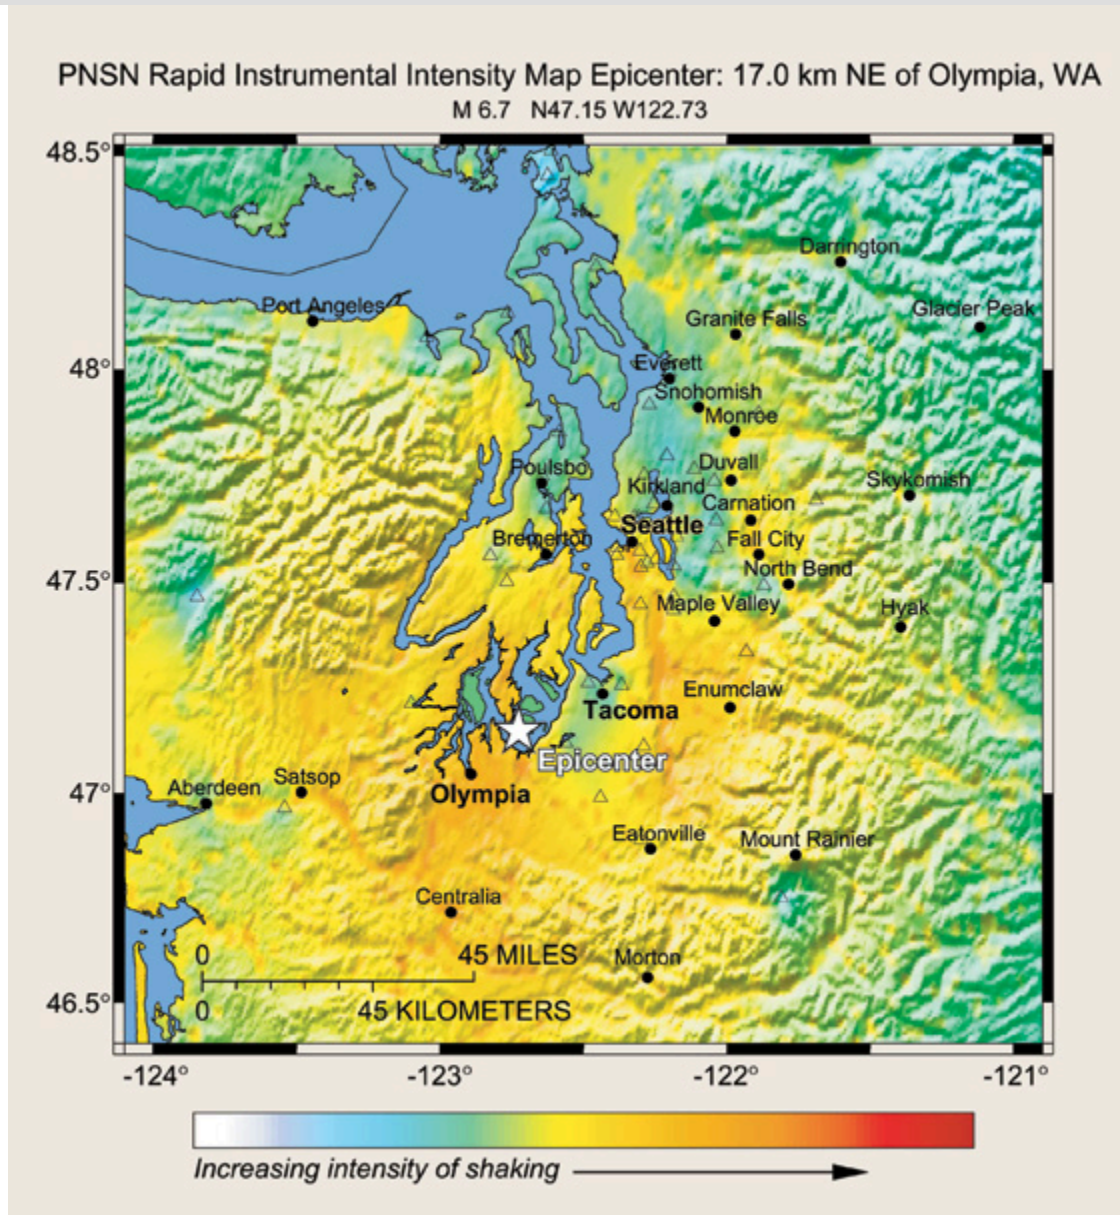 PNSN Rapid Instrumental Intensity Map Epicenter: 17.0 km NE of Olympia, WA
M 6.7 N47.15 W122.73
48.5°
Darrington
Port Angeles
Glacier Peak
Granite Falls
48°
Everett
Snohomish
Monroe
Duvall
Poulsbo
Skykomish
Kirkland
Carnation
Seattle
Bremerton
Fall City
North Bend
47.5°
Maple Valley
Hyak
Enumclaw
Tacoma
Epicenter
Satsop
Aberdeen
47°
Olympia
Eatonville
Mount Rainier
Centralia
0
45 MILES
Morton
0
45 KILOMETERS
46.5°
-124°
-123°
-122°
-121°
Increasing intensity of shaking